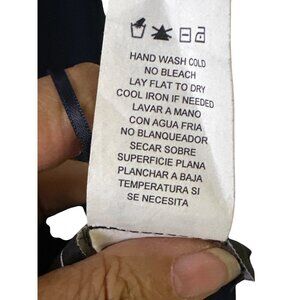 HAND WASH COLD
NO BLEACH
LAY FLAT TO DRY
COOL IRON IF NEEDED
LAVAR A MANO
CON AGUA FRIA
NO BLANQUEADOR
SECAR SOBRE
SUPERFICIE PLANA
PLANCHAR A BAJA
TEMPERATURA SI
SE NECESITA